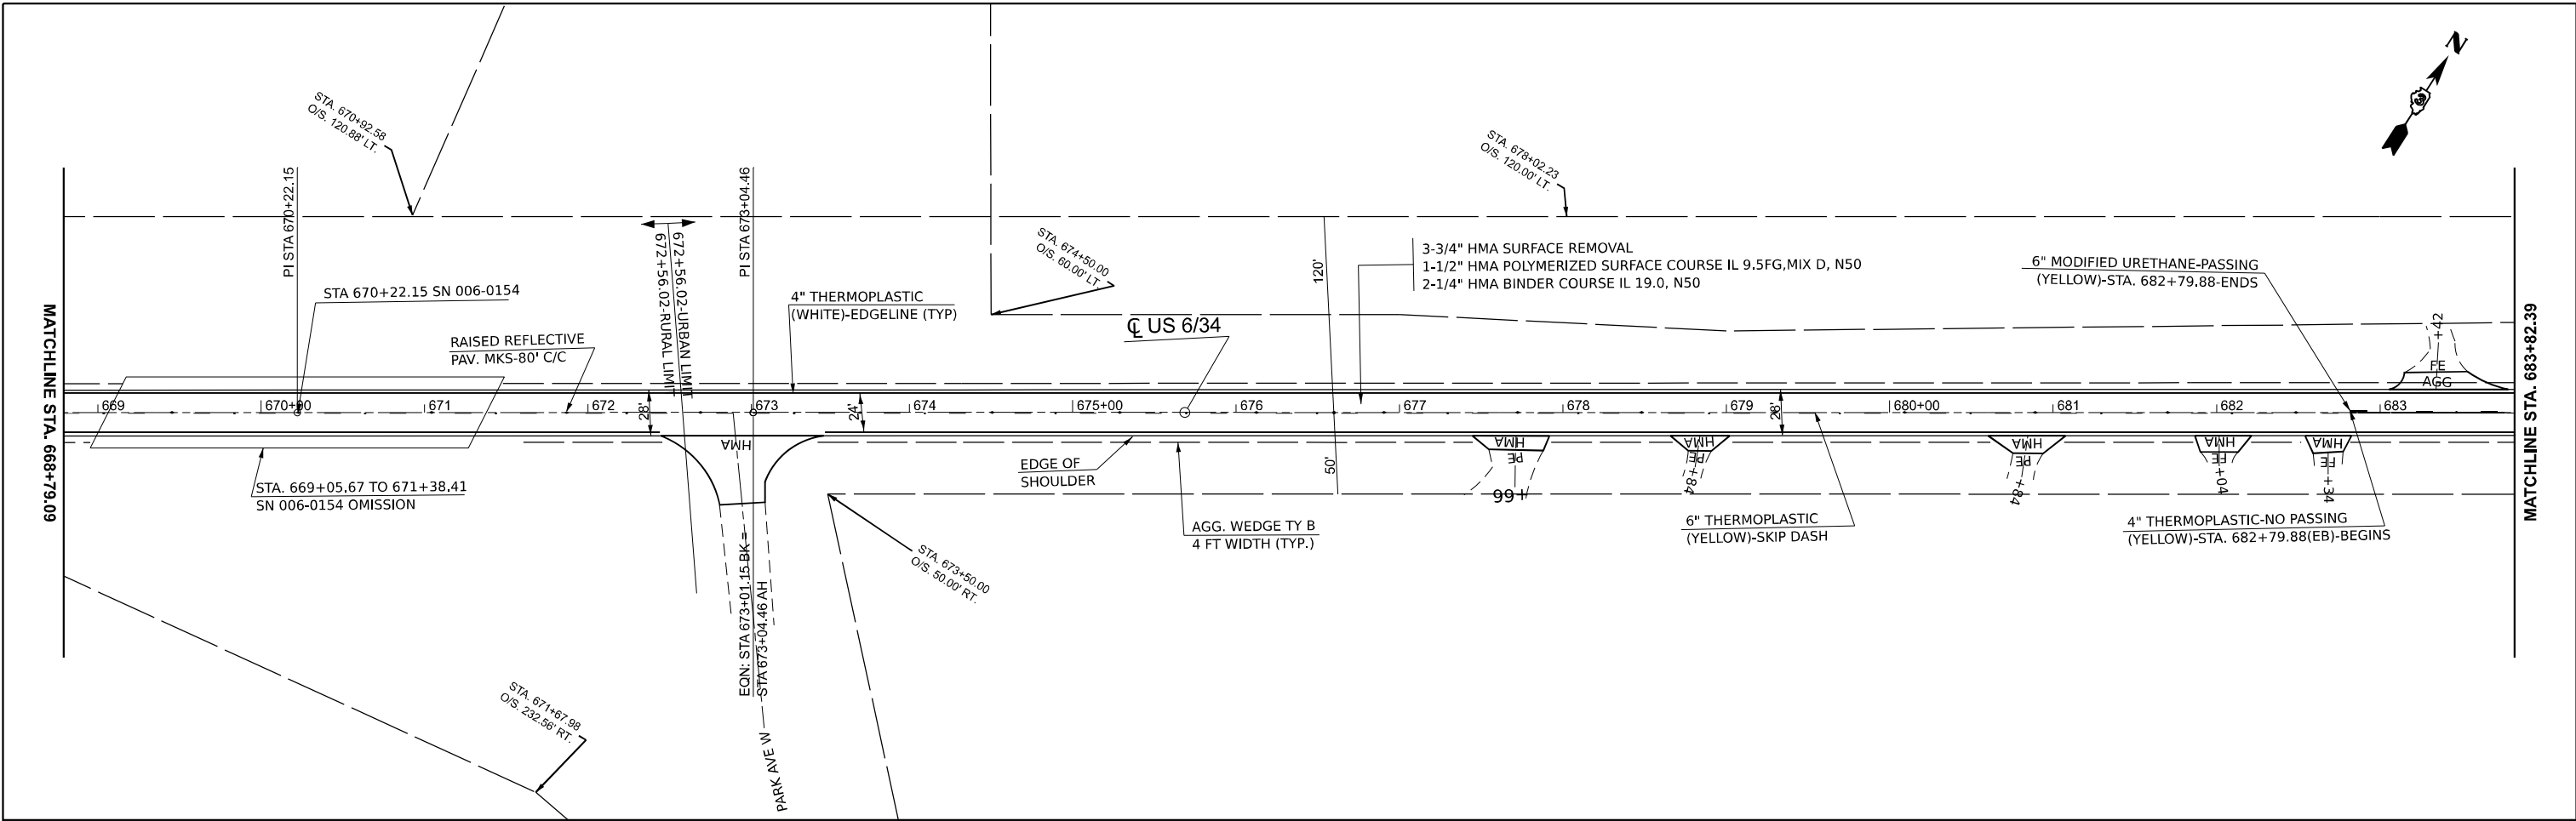 N
STA. 670+92.58
O/S. 120.88' LT.
STA. 678+02.23
O/S. 120.00' LT.
PI STA 670+22.15
672+56.02-RURAL LIMIT
672+56.02-URBAN LIMIT
PI STA 673+04.46
STA. 674+50.00
O/S. 60.00' LT.
120'
3-3/4" HMA SURFACE REMOVAL
1-1/2" HMA POLYMERIZED SURFACE COURSE IL 9.5FG,MIX D, N50
2-1/4" HMA BINDER COURSE IL 19.0, N50
6" MODIFIED URETHANE-PASSING
(YELLOW)-STA. 682+79.88-ENDS
STA 670+22.15 SN 006-0154
4" THERMOPLASTIC
(WHITE)-EDGELINE (TYP)
℄ US 6/34
RAISED REFLECTIVE
PAV. MKS-80' C/C
MATCHLINE STA. 668+79.09
MATCHLINE STA. 683+82.39
+42
FE
AGG
669
670+00
671
672
28'
673
24'
674
675+00
676
677
678
679
28'
680+00
681
682
683
HMA
HMA
PE
+66
HMA
PE
+84
HMA
PE
+84
HMA
FE
+04
HMA
FE
+34
EDGE OF
SHOULDER
50'
STA. 669+05.67 TO 671+38.41
SN 006-0154 OMISSION
AGG. WEDGE TY B
4 FT WIDTH (TYP.)
6" THERMOPLASTIC
(YELLOW)-SKIP DASH
4" THERMOPLASTIC-NO PASSING
(YELLOW)-STA. 682+79.88(EB)-BEGINS
STA. 673+50.00
O/S. 50.00' RT.
EQN: STA 673+01.15 BK =
STA 673+04.46 AH
STA. 671+67.98
O/S. 232.56' RT.
PARK AVE W